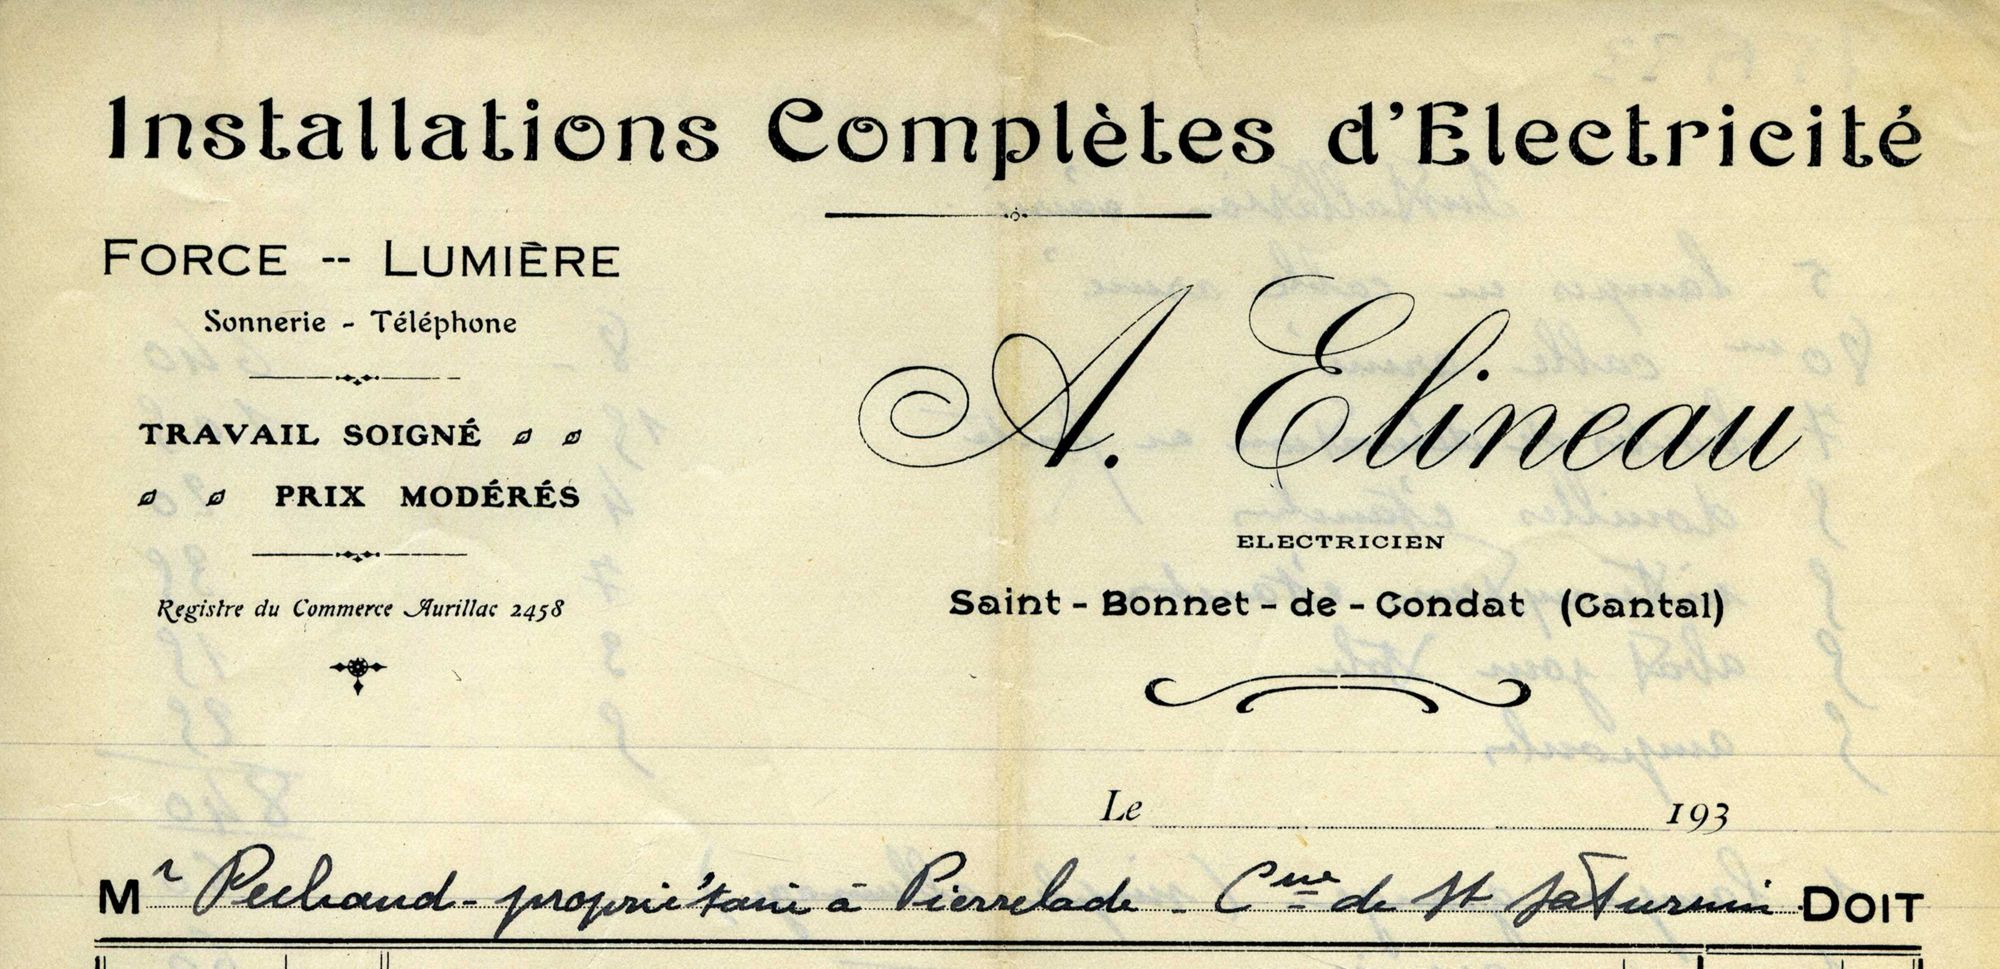 Installations Complètes d'Electricité
FORCE -- LUMIÈRE
Sonnerie - Téléphone
TRAVAIL SOIGNÉ
PRIX MODÉRÉS
Registre du Commerce Aurillac 2458
A. Elineau
ELECTRICIEN
Saint-Bonnet-de-Condat (Cantal)
Le 193
Mr Pechaud - propriétaire à Pierrelade - Cne de St Saturnin DOIT